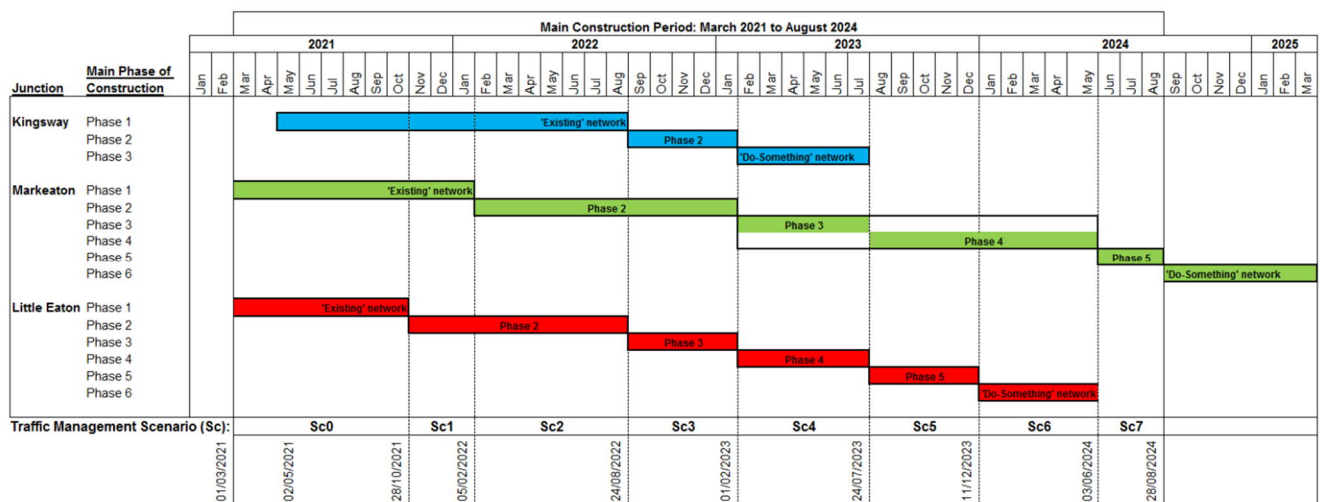 Main Construction Period: March 2021 to August 2024
2021 2022 2023 2024 2025
Junction Main Phase of Construction Jan Feb Mar Apr May Jun Jul Aug Sep Oct Nov Dec Jan Feb Mar Apr May Jun Jul Aug Sep Oct Nov Dec Jan Feb Mar Apr May Jun Jul Aug Sep Oct Nov Dec Jan Feb Mar Apr May Jun Jul Aug Sep Oct Nov Dec Jan Feb Mar
Kingsway Phase 1 'Existing' network
Phase 2 Phase 2
Phase 3 'Do-Something' network
Markeaton Phase 1 'Existing' network
Phase 2 Phase 2
Phase 3 Phase 3
Phase 4 Phase 4
Phase 5 Phase 5
Phase 6 'Do-Something' network
Little Eaton Phase 1 'Existing' network
Phase 2 Phase 2
Phase 3 Phase 3
Phase 4 Phase 4
Phase 5 Phase 5
Phase 6 'Do-Something' network
Traffic Management Scenario (Sc): Sc0 Sc1 Sc2 Sc3 Sc4 Sc5 Sc6 Sc7
01/03/2021 02/05/2021 28/10/2021 05/02/2022 24/08/2022 01/02/2023 24/07/2023 11/12/2023 03/06/2024 28/08/2024